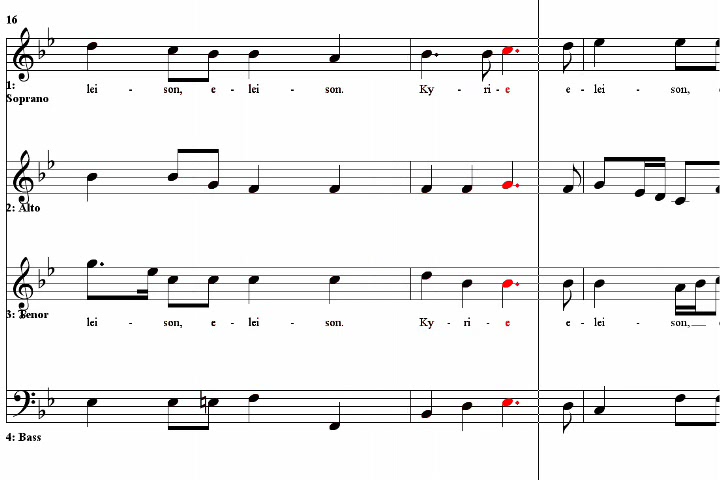 16
1:
Soprano
lei - son, e - lei - son. Ky - ri - e e - lei - son,
2: Alto
3: Tenor
lei - son, e - lei - son. Ky - ri - e e - lei - son,__
4: Bass